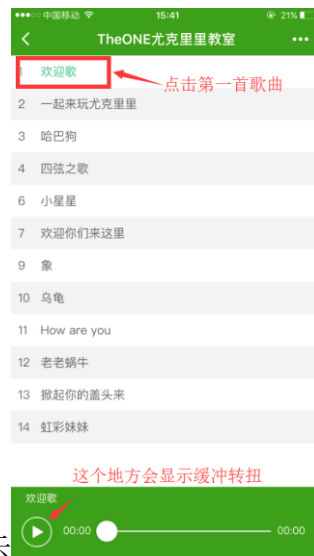 中国移动 15:41 21%
TheONE尤克里里教室
1 欢迎歌
点击第一首歌曲
2 一起来玩尤克里里
3 哈巴狗
4 四弦之歌
6 小星星
7 欢迎你们来这里
9 象
10 乌龟
11 How are you
12 老老蜗牛
13 掀起你的盖头来
14 虹彩妹妹
这个地方会显示缓冲转扭
欢迎歌
00:00 00:00